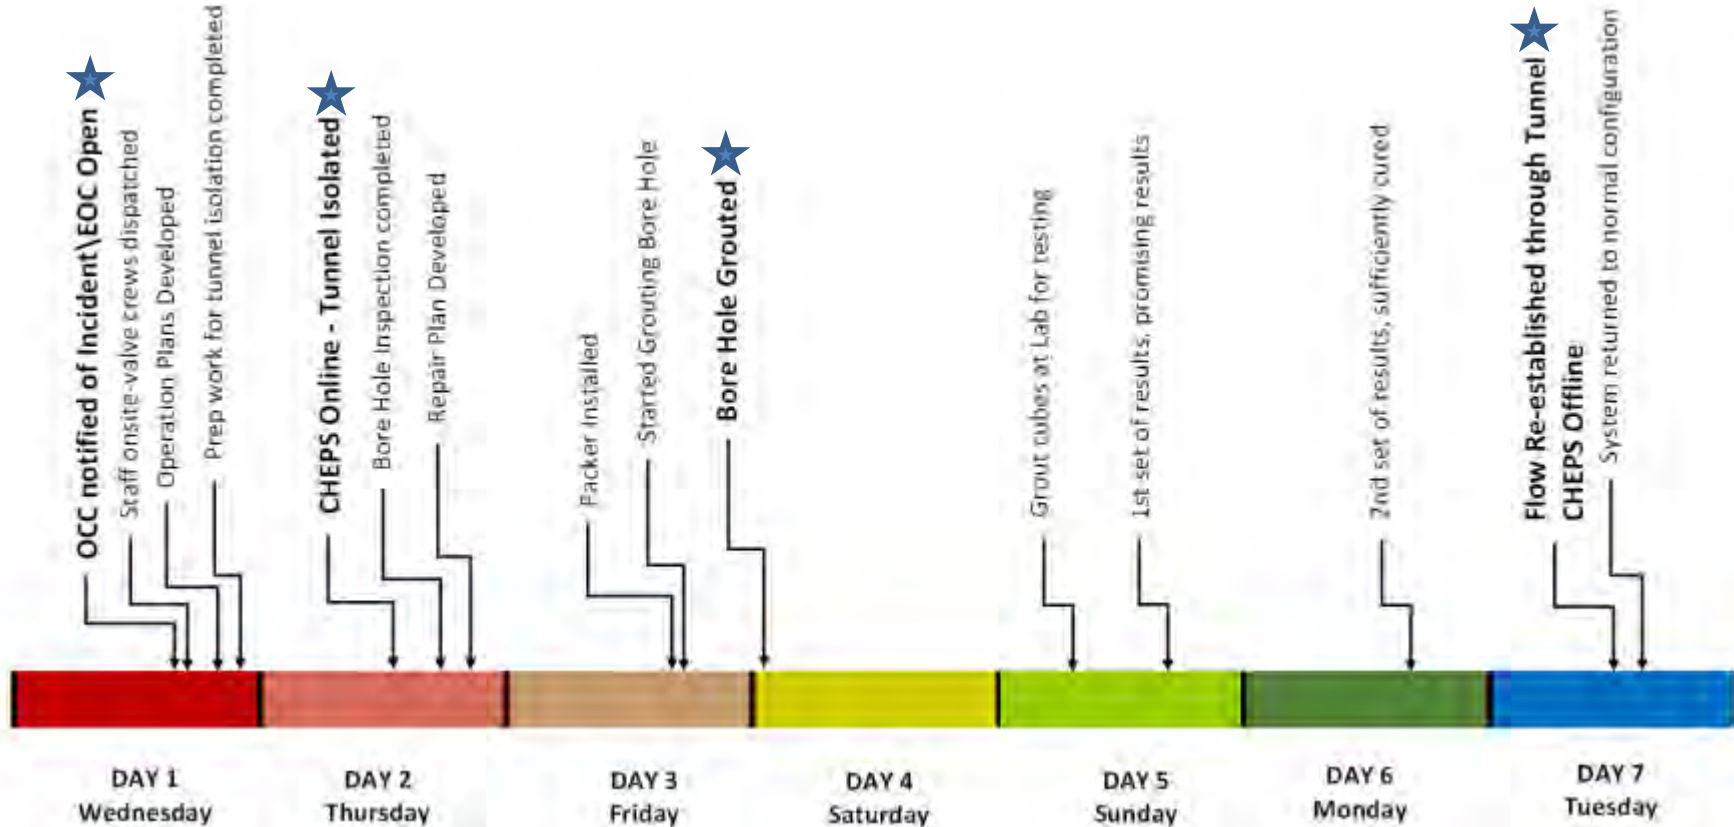 OCC notified of Incident\EOC Open
Staff onsite-valve crews dispatched
Operation Plans Developed
Prep work for tunnel isolation completed
CHEPS Online - Tunnel Isolated
Bore Hole Inspection completed
Repair Plan Developed
Packer Installed
Started Grouting Bore Hole
Bore Hole Grouted
Grout cubes at Lab for testing
1st set of results, promising results
2nd set of results, sufficiently cured
Flow Re-established through Tunnel
CHEPS Offline
System returned to normal configuration
DAY 1
Wednesday
DAY 2
Thursday
DAY 3
Friday
DAY 4
Saturday
DAY 5
Sunday
DAY 6
Monday
DAY 7
Tuesday